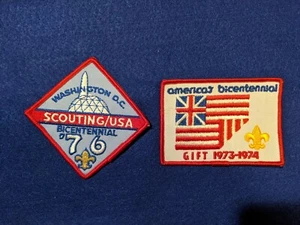 WASHINGTON D.C.
SCOUTING/USA
BICENTENNIAL
'76
america's bicentennial
GIFT 1973-1974